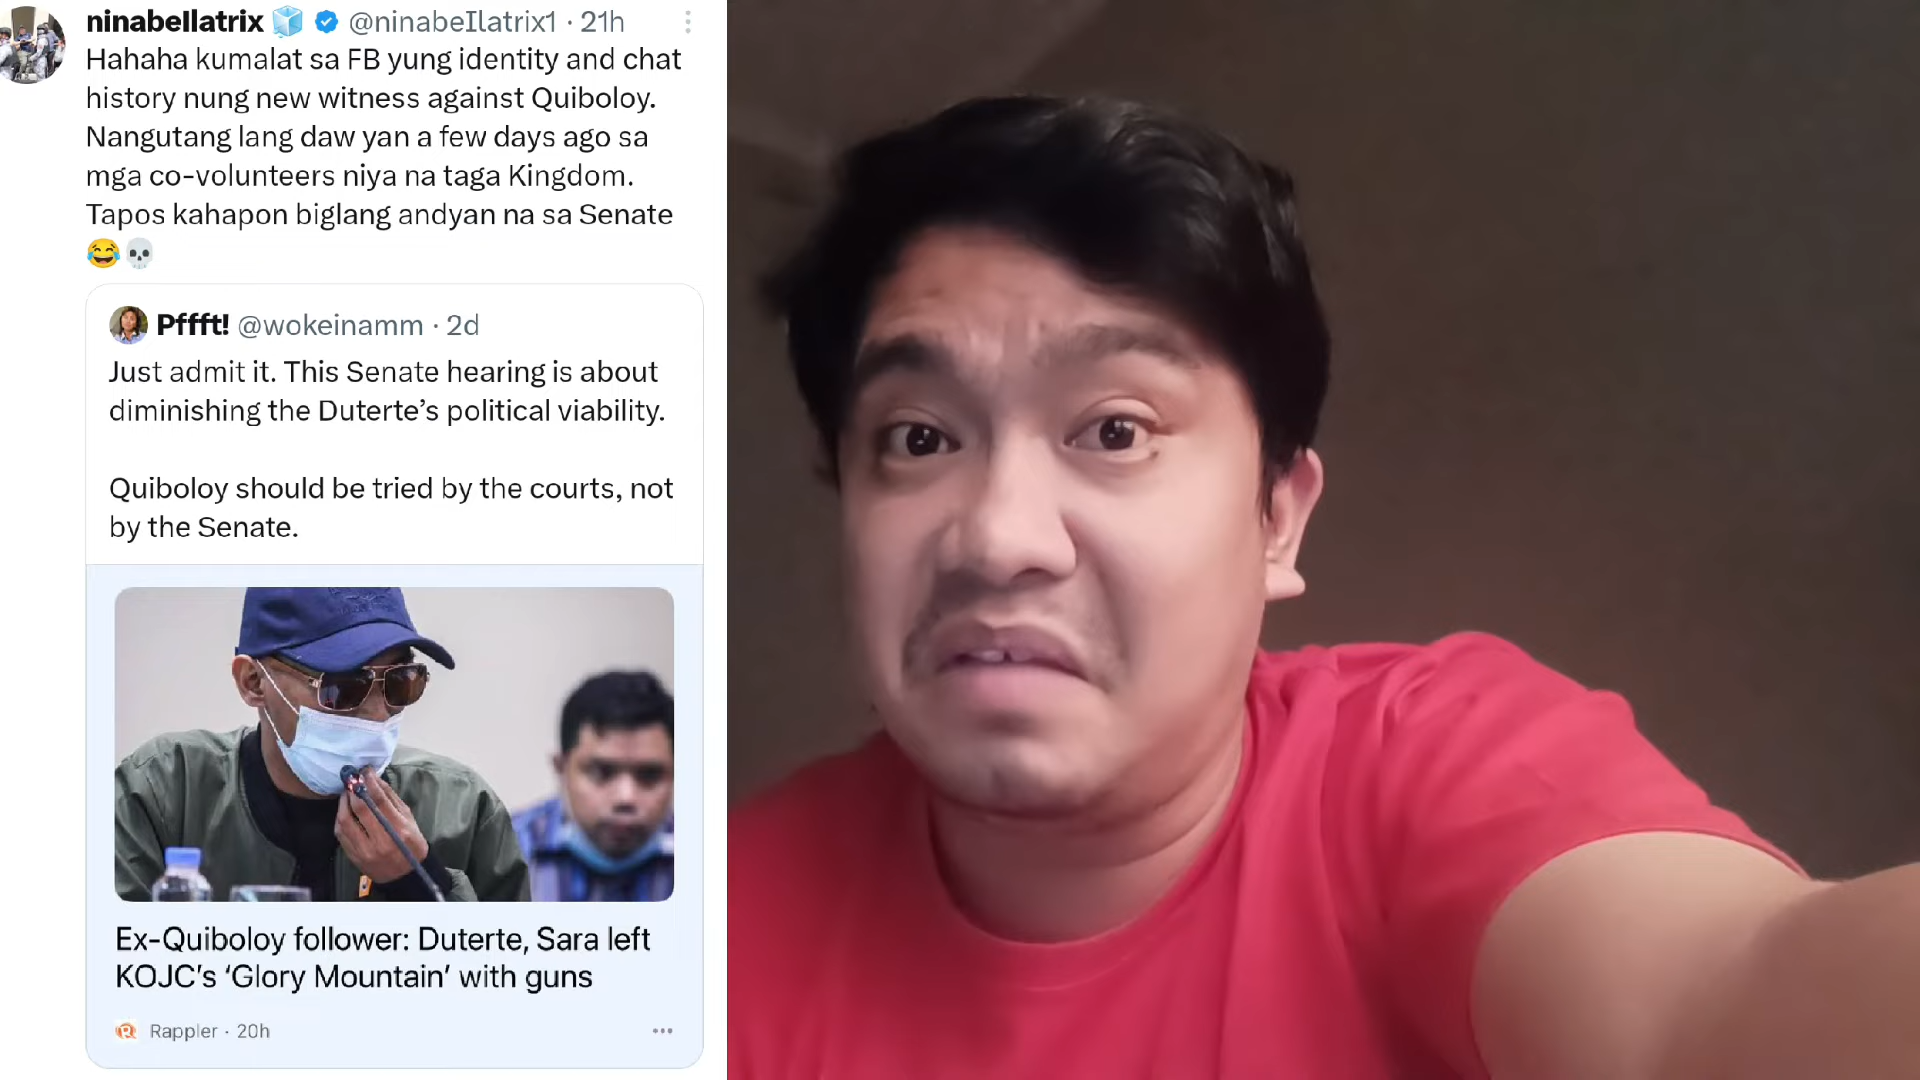 ninabeIlatrix 🧊 @ninabeIlatrix1 · 21h
Hahaha kumalat sa FB yung identity and chat
history nung new witness against Quiboloy.
Nangutang lang daw yan a few days ago sa
mga co-volunteers niya na taga Kingdom.
Tapos kahapon biglang andyan na sa Senate
😂💀
Pffft! @wokeinamm · 2d
Just admit it. This Senate hearing is about
diminishing the Duterte’s political viability.
Quiboloy should be tried by the courts, not
by the Senate.
Ex-Quiboloy follower: Duterte, Sara left
KOJC’s ‘Glory Mountain’ with guns
Rappler · 20h